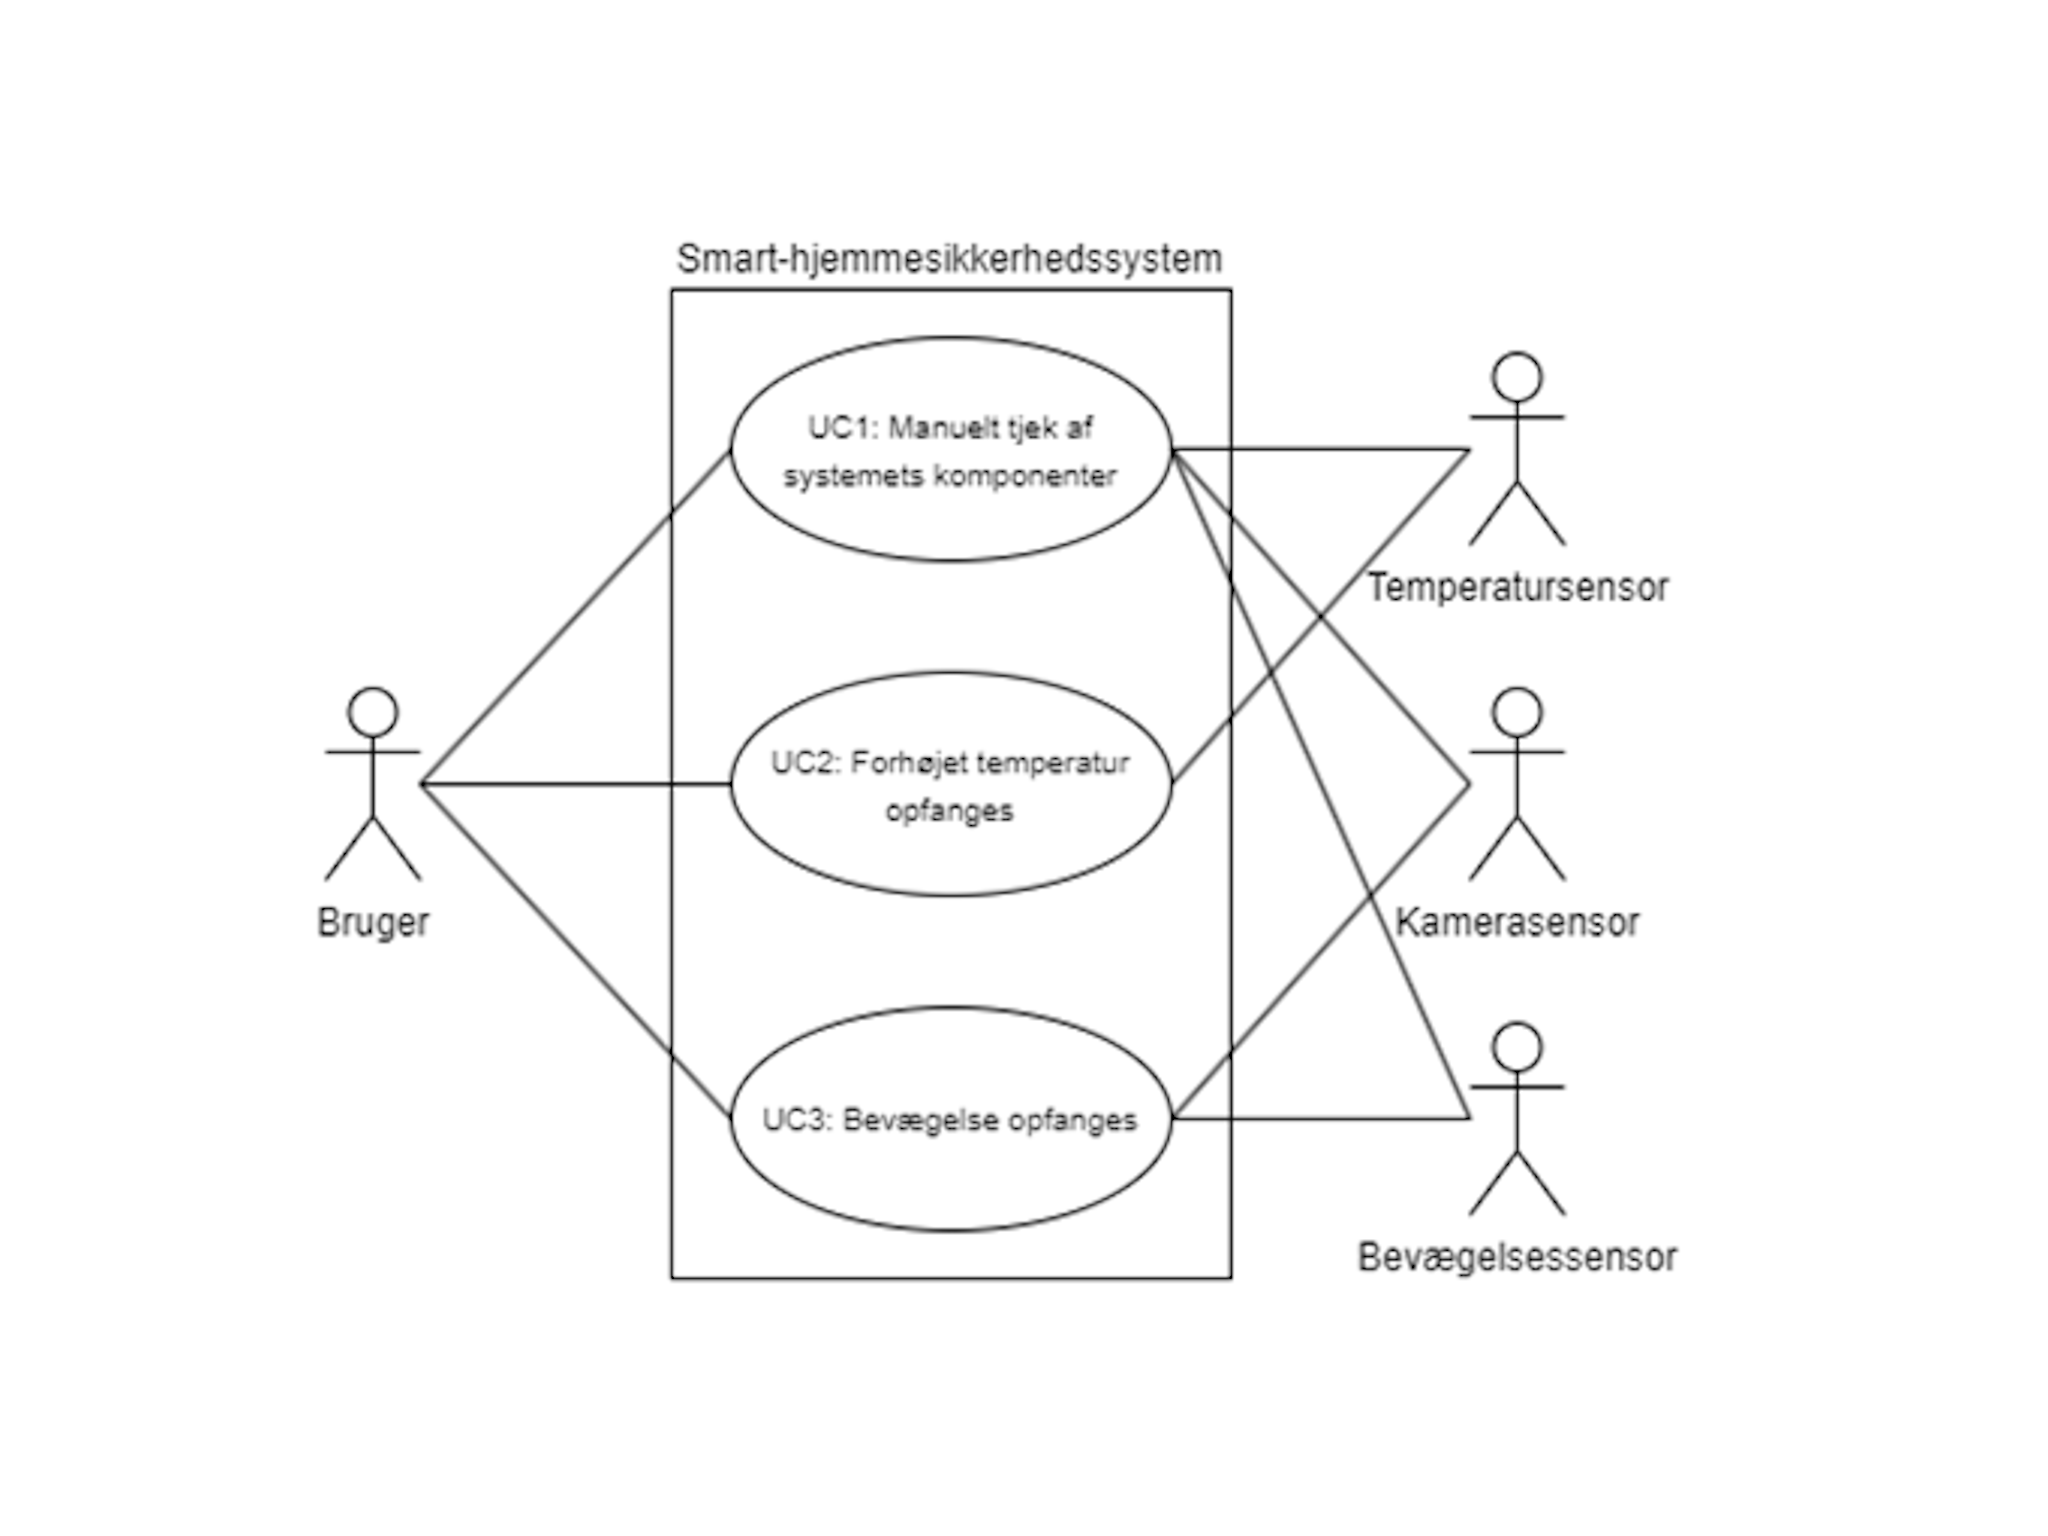 Smart-hjemmesikkerhedssystem
UC1: Manuelt tjek af
systemets komponenter
Temperatursensor
UC2: Forhøjet temperatur
opfanges
Bruger
Kamerasensor
UC3: Bevægelse opfanges
Bevægelsessensor